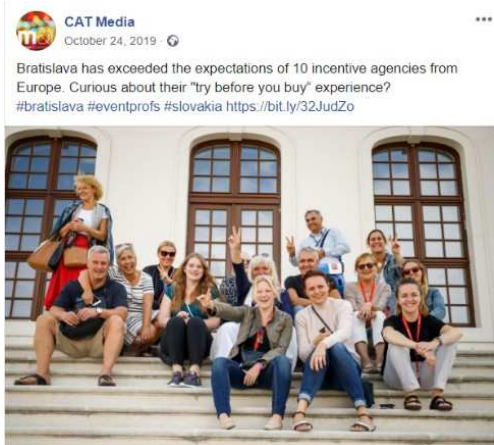 CAT Media
October 24, 2019 ·
Bratislava has exceeded the expectations of 10 incentive agencies from
Europe. Curious about their "try before you buy" experience?
#bratislava #eventprofs #slovakia https://bit.ly/32JudZo